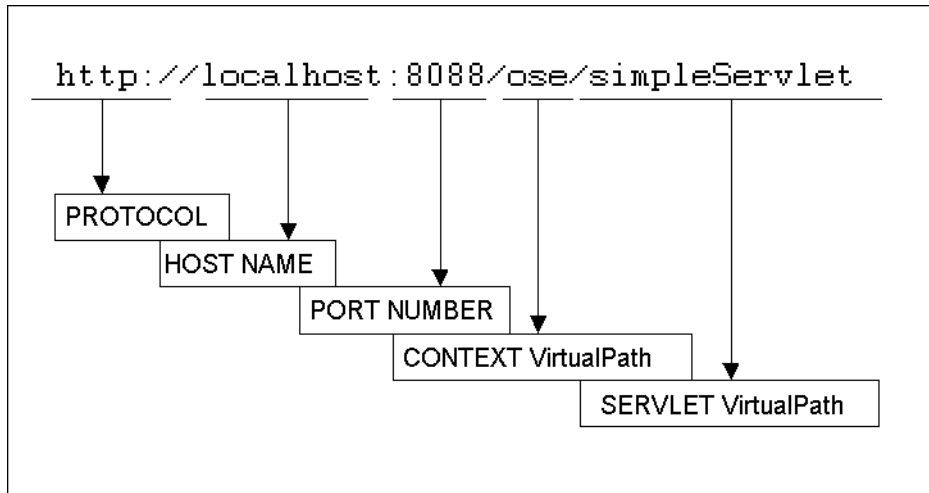 http://localhost:8088/ose/simpleServlet
PROTOCOL
HOST NAME
PORT NUMBER
CONTEXT VirtualPath
SERVLET VirtualPath